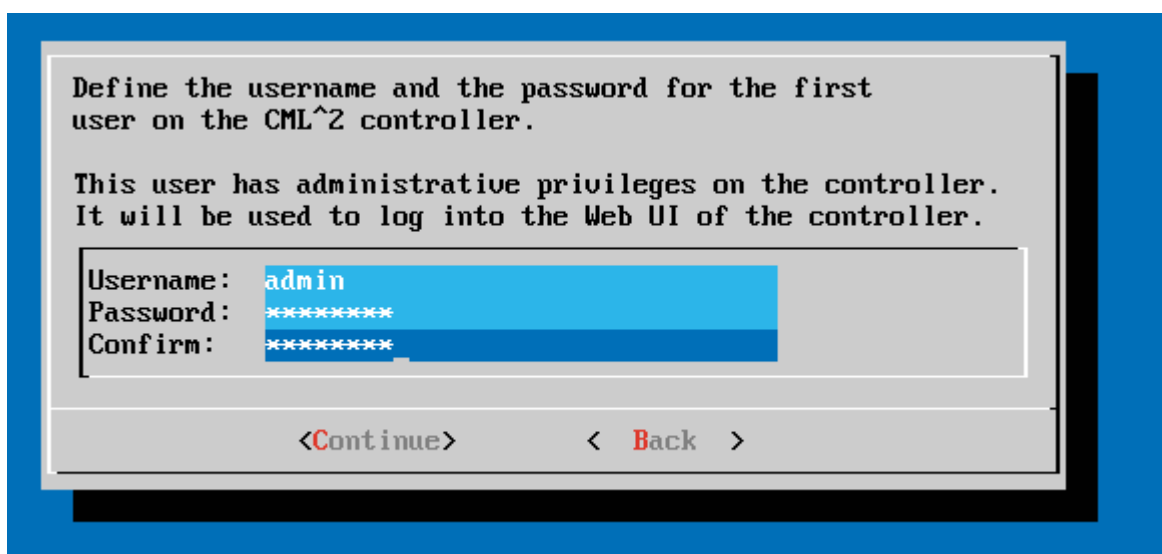 Define the username and the password for the first
user on the CML^2 controller.
This user has administrative privileges on the controller.
It will be used to log into the Web UI of the controller.
Username: admin
Password: ********
Confirm: ********_
<Continue> < Back >